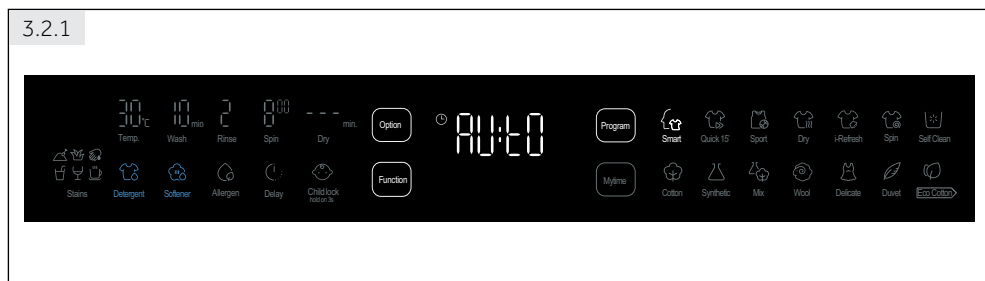 3.2.1
30°C 10 min 2 800 - - - min.
Temp. Wash Rinse Spin Dry
Option
AU:tO
Program
Smart Quick 15' Sport Dry i-Refresh Spin Self Clean
Stains Detergent Softener Allergen Delay Child lock
hold on 3s
Function
Mytime
Cotton Synthetic Mix Wool Delicate Duvet Eco Cotton